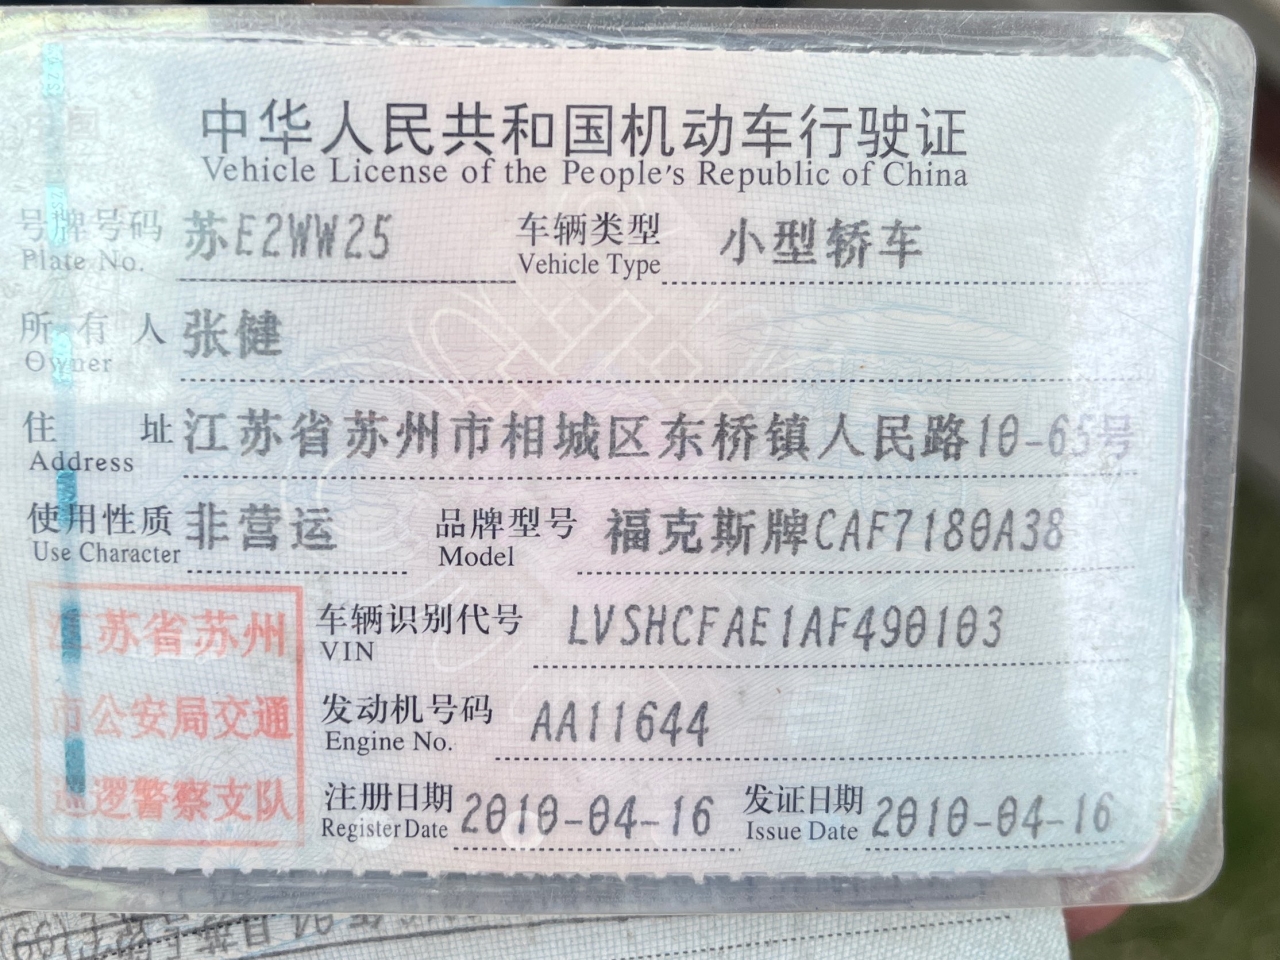 中华人民共和国机动车行驶证
Vehicle License of the People's Republic of China
号牌号码 苏E2WW25 车辆类型 小型轿车
Plate No. Vehicle Type
所有人 张健
Owner
住址 江苏省苏州市相城区东桥镇人民路10-65号
Address
使用性质 非营运 品牌型号 福克斯牌CAF7180A38
Use Character Model
江苏省苏州
市公安局交通
巡逻警察支队
车辆识别代号 LVSHCFAE1AF490103
VIN
发动机号码 AA11644
Engine No.
注册日期 2010-04-16 发证日期 2010-04-16
Register Date Issue Date